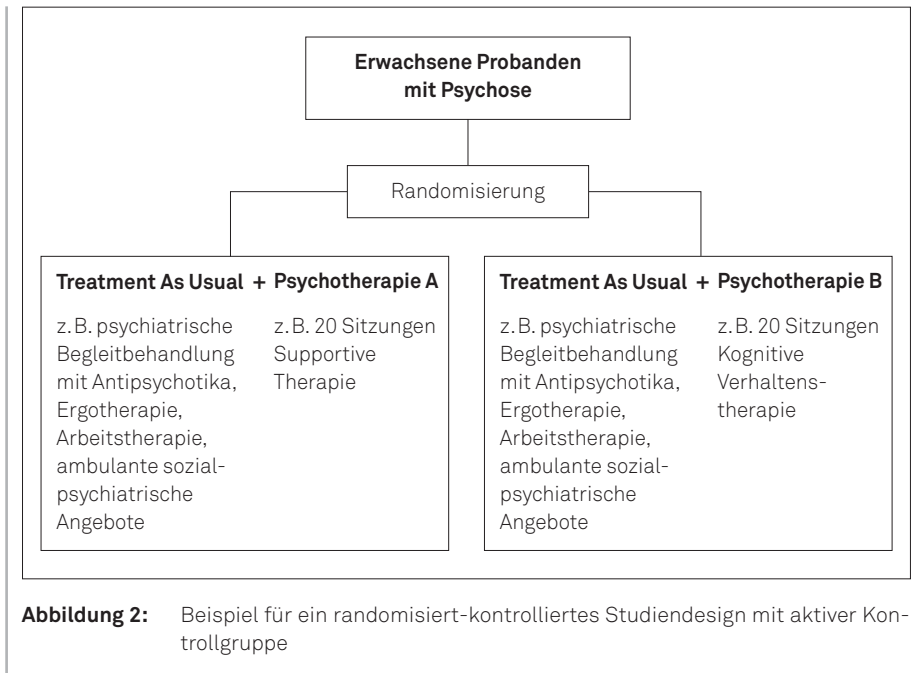 Erwachsene Probanden
mit Psychose
Randomisierung
Treatment As Usual + Psychotherapie A
z. B. psychiatrische
Begleitbehandlung
mit Antipsychotika,
Ergotherapie,
Arbeitstherapie,
ambulante sozial-
psychiatrische
Angebote
z. B. 20 Sitzungen
Supportive
Therapie
Treatment As Usual + Psychotherapie B
z. B. psychiatrische
Begleitbehandlung
mit Antipsychotika,
Ergotherapie,
Arbeitstherapie,
ambulante sozial-
psychiatrische
Angebote
z. B. 20 Sitzungen
Kognitive
Verhaltens-
therapie
Abbildung 2: Beispiel für ein randomisiert-kontrolliertes Studiendesign mit aktiver Kon-
trollgruppe